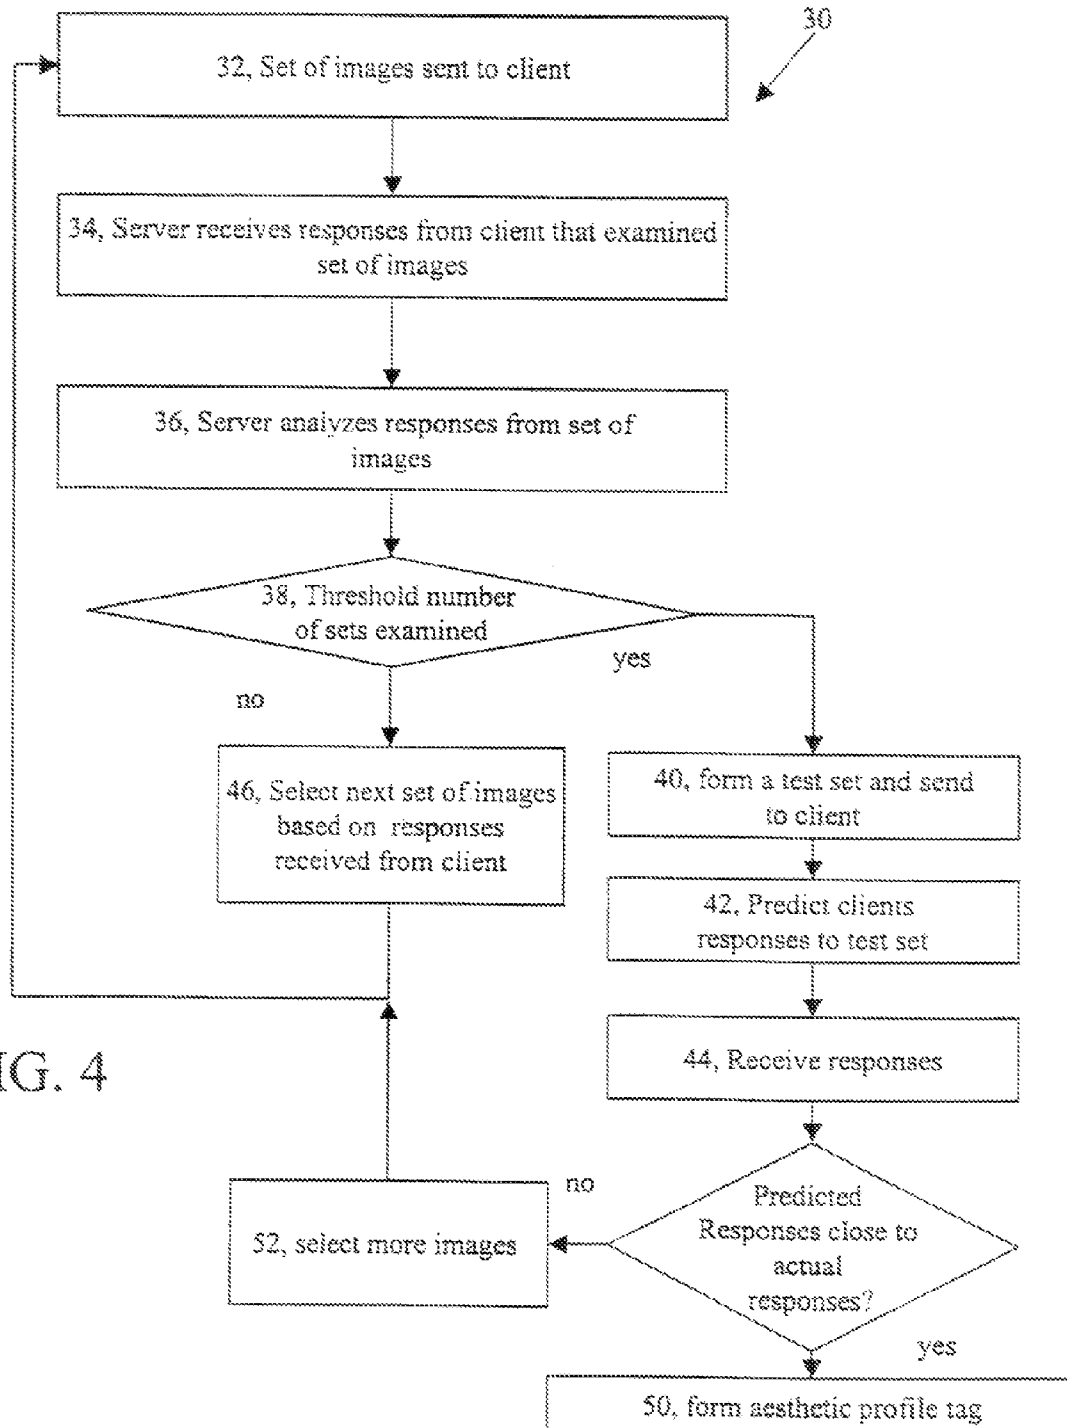 30
32, Set of images sent to client
34, Server receives responses from client that examined
set of images
36, Server analyzes responses from set of
images
38, Threshold number
of sets examined
yes
no
46, Select next set of images
based on responses
received from client
40, form a test set and send
to client
42, Predict clients
responses to test set
44, Receive responses
IG. 4
no
Predicted
Responses close to
actual
responses?
52, select more images
yes
50, form aesthetic profile tag